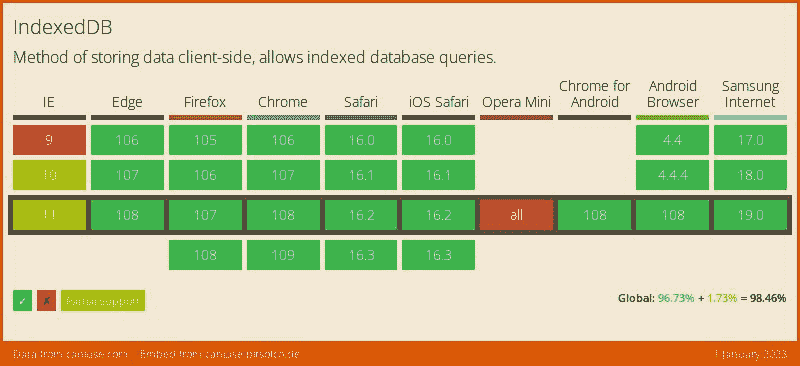 IndexedDB
Method of storing data client-side, allows indexed database queries.
IE Edge Firefox Chrome Safari iOS Safari Opera Mini Chrome for Android Android Browser Samsung Internet
9 106 105 106 16.0 16.0 4.4 17.0
10 107 106 107 16.1 16.1 4.4.4 18.0
11 108 107 108 16.2 16.2 all 108 108 19.0
108 109 16.3 16.3
✓ ✗ Partial Support
Global: 96.73% + 1.73% = 98.46%
Data from caniuse.com Embed from caniuse.bitsofco.de 1 January 2023